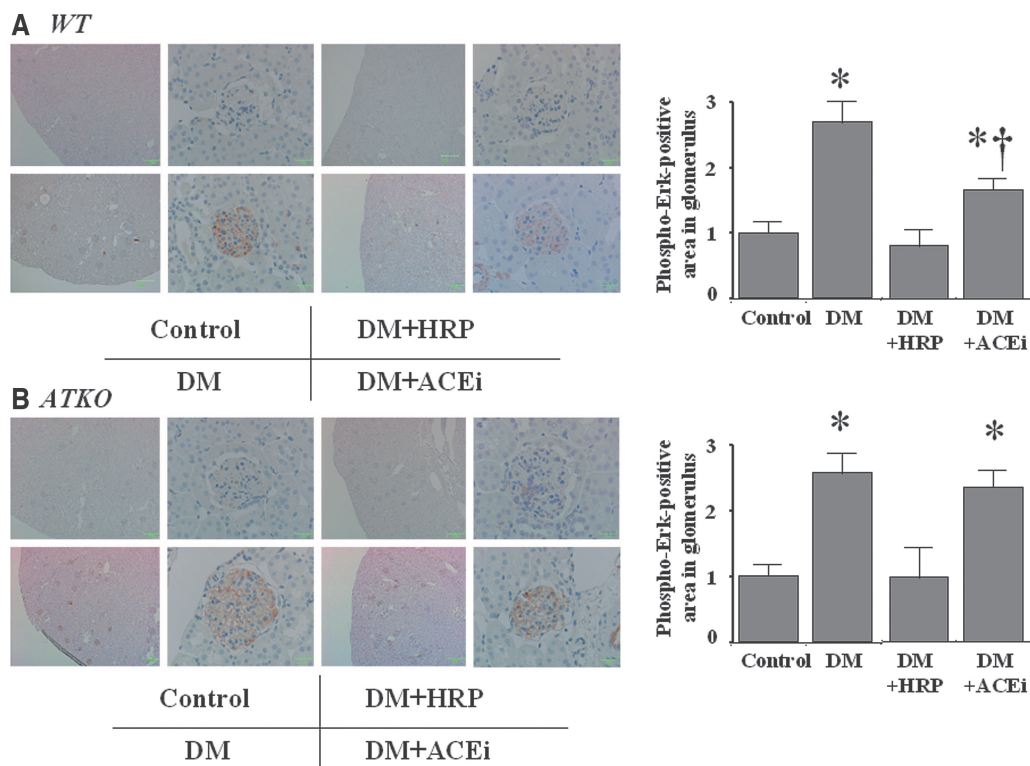 A WT
Control DM+HRP
DM DM+ACEi
Phospho-Erk-positive
area in glomerulus
3
2
1
0
*
*†
Control DM DM DM
+HRP +ACEi
B ATKO
Control DM+HRP
DM DM+ACEi
Phospho-Erk-positive
area in glomerulus
3
2
1
0
*
*
Control DM DM DM
+HRP +ACEi